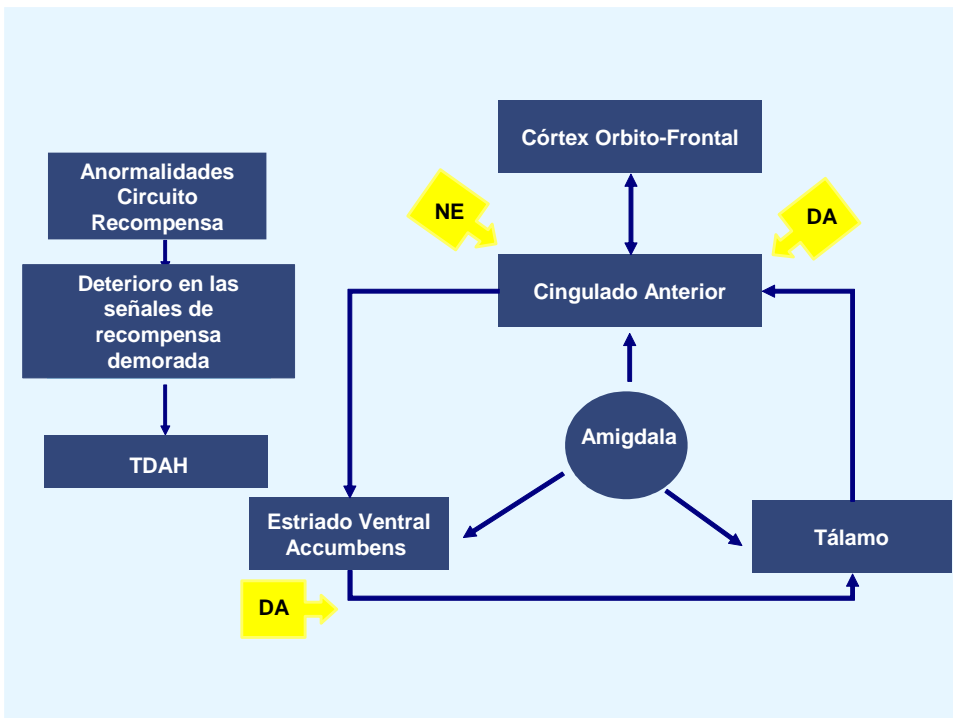 Anormalidades
Circuito
Recompensa
Deterioro en las
señales de
recompensa
demorada
TDAH
Córtex Orbito-Frontal
NE
DA
Cingulado Anterior
Amigdala
Estriado Ventral
Accumbens
Tálamo
DA